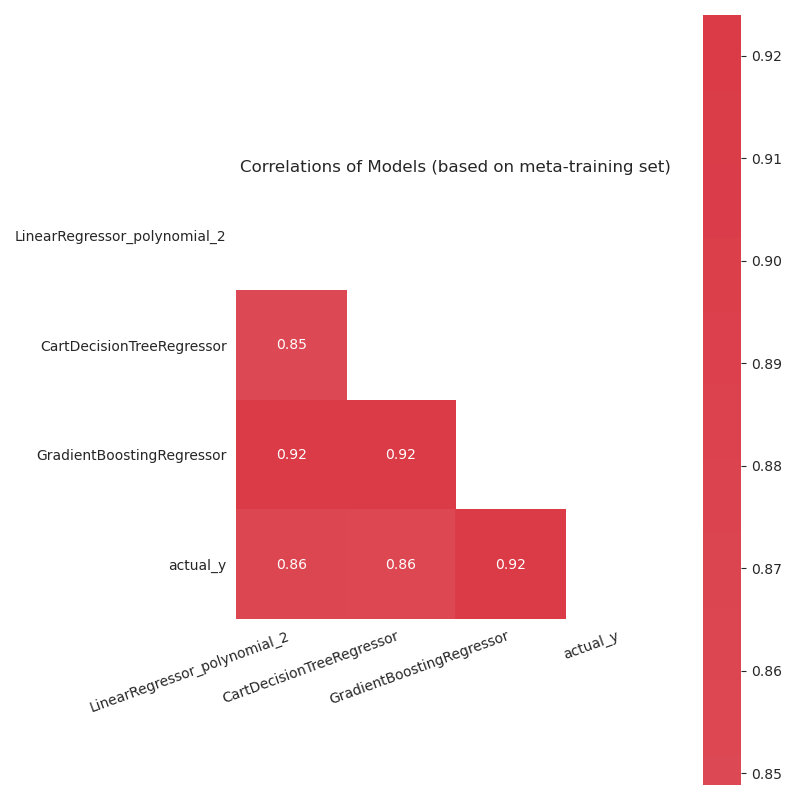 Correlations of Models (based on meta-training set)
LinearRegressor_polynomial_2
CartDecisionTreeRegressor
0.85
GradientBoostingRegressor
0.92
0.92
actual_y
0.86
0.86
0.92
LinearRegressor_polynomial_2
CartDecisionTreeRegressor
GradientBoostingRegressor
actual_y
0.92
0.91
0.90
0.89
0.88
0.87
0.86
0.85